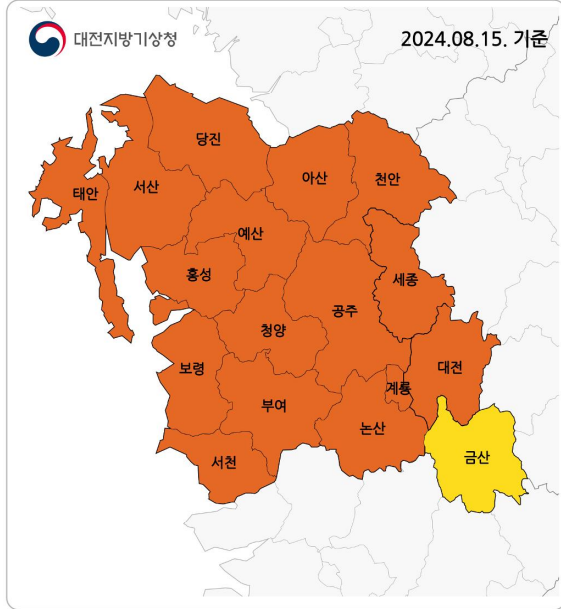 대전지방기상청
2024.08.15. 기준
당진
아산
천안
태안
서산
예산
홍성
세종
공주
청양
보령
대전
계룡
부여
논산
서천
금산